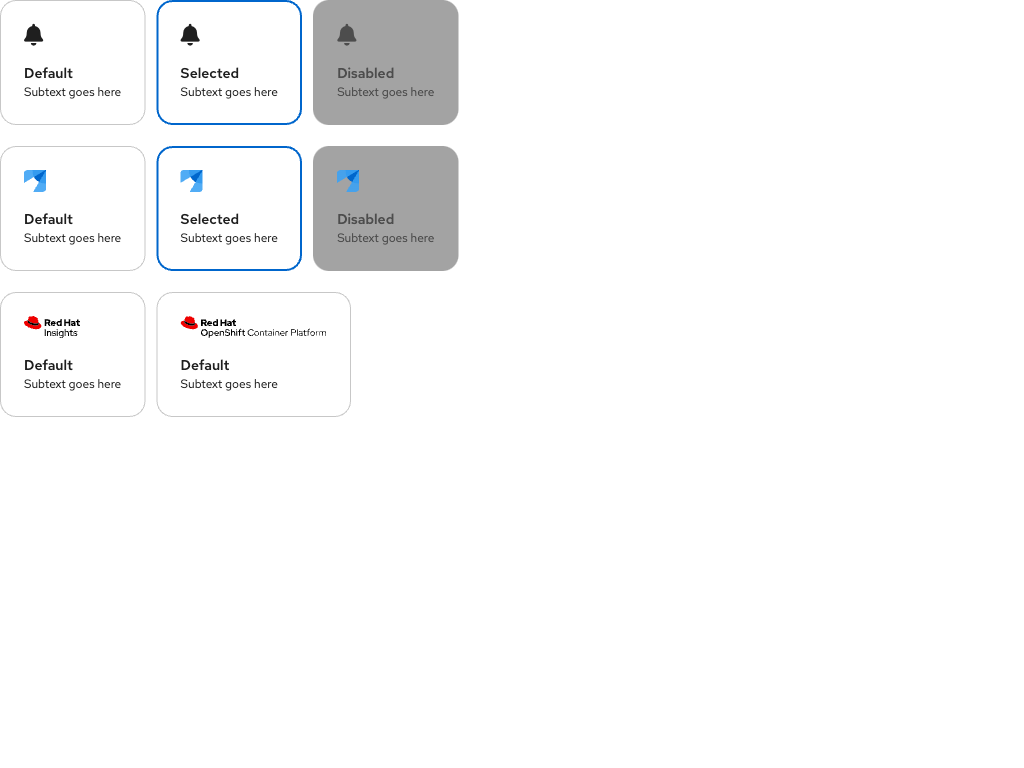 Default
Subtext goes here
Selected
Subtext goes here
Disabled
Subtext goes here
Default
Subtext goes here
Selected
Subtext goes here
Disabled
Subtext goes here
Red Hat
Insights
Default
Subtext goes here
Red Hat
OpenShift Container Platform
Default
Subtext goes here